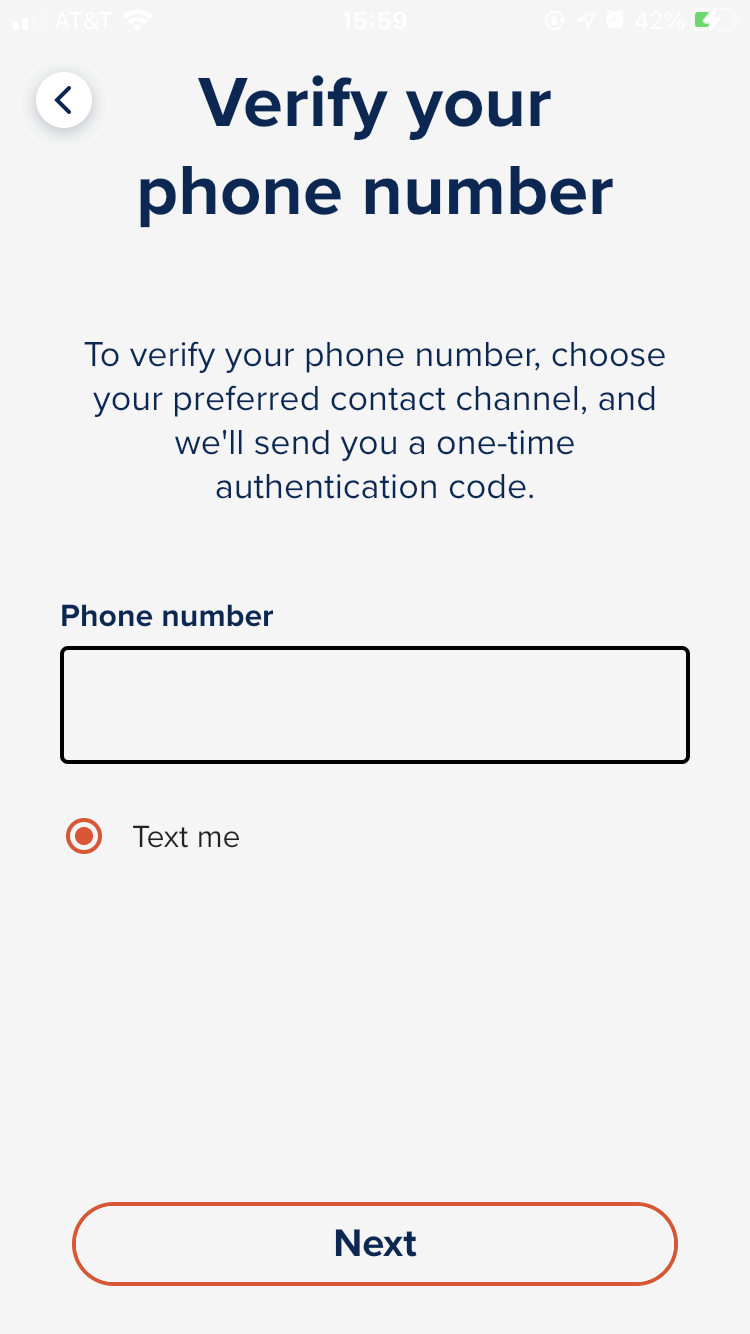 AT&T 15:59 42%
Verify your
phone number
To verify your phone number, choose
your preferred contact channel, and
we'll send you a one-time
authentication code.
Phone number
Text me
Next